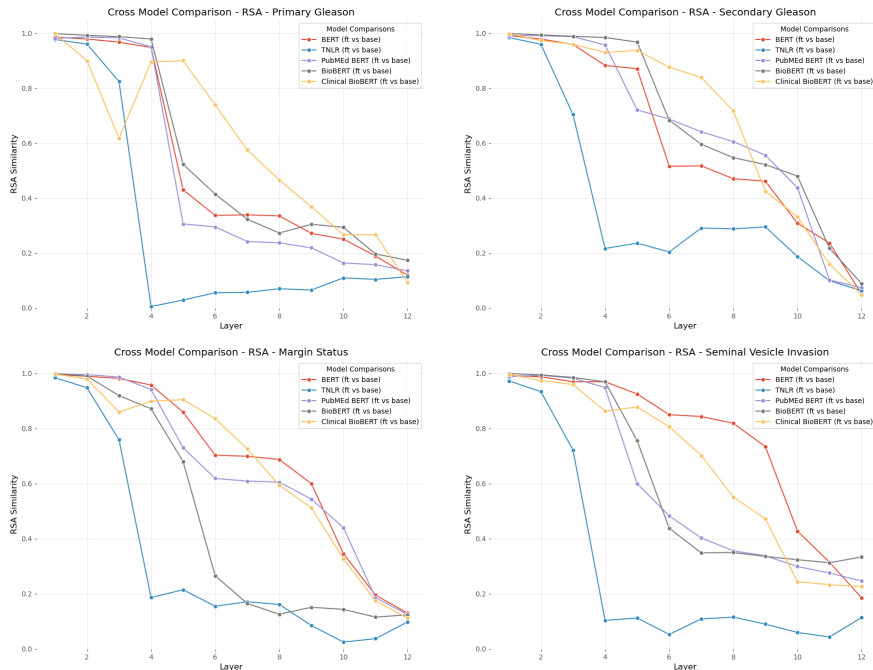 Cross Model Comparison - RSA - Primary Gleason
Model Comparisons
BERT (ft vs base)
TNLR (ft vs base)
PubMEd BERT (ft vs base)
BioBERT (ft vs base)
Clinical BioBERT (ft vs base)
RSA Similarity
1.0
0.8
0.6
0.4
0.2
0.0
2 4 6 8 10 12
Layer
Cross Model Comparison - RSA - Secondary Gleason
Model Comparisons
BERT (ft vs base)
TNLR (ft vs base)
PubMEd BERT (ft vs base)
BioBERT (ft vs base)
Clinical BioBERT (ft vs base)
RSA Similarity
1.0
0.8
0.6
0.4
0.2
0.0
2 4 6 8 10 12
Layer
Cross Model Comparison - RSA - Margin Status
Model Comparisons
BERT (ft vs base)
TNLR (ft vs base)
PubMEd BERT (ft vs base)
BioBERT (ft vs base)
Clinical BioBERT (ft vs base)
RSA Similarity
1.0
0.8
0.6
0.4
0.2
0.0
2 4 6 8 10 12
Layer
Cross Model Comparison - RSA - Seminal Vesicle Invasion
Model Comparisons
BERT (ft vs base)
TNLR (ft vs base)
PubMEd BERT (ft vs base)
BioBERT (ft vs base)
Clinical BioBERT (ft vs base)
RSA Similarity
1.0
0.8
0.6
0.4
0.2
0.0
2 4 6 8 10 12
Layer